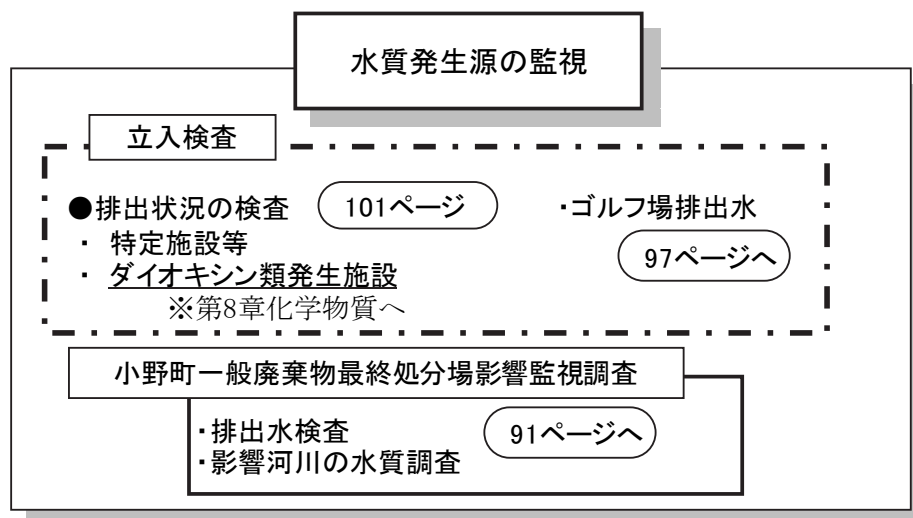 水質発生源の監視
立入検査
●排出状況の検査 101ページ ・ゴルフ場排出水
・ 特定施設等
・ ダイオキシン類発生施設 97ページへ
※第8章化学物質へ
小野町一般廃棄物最終処分場影響監視調査
・排出水検査 91ページへ
・影響河川の水質調査